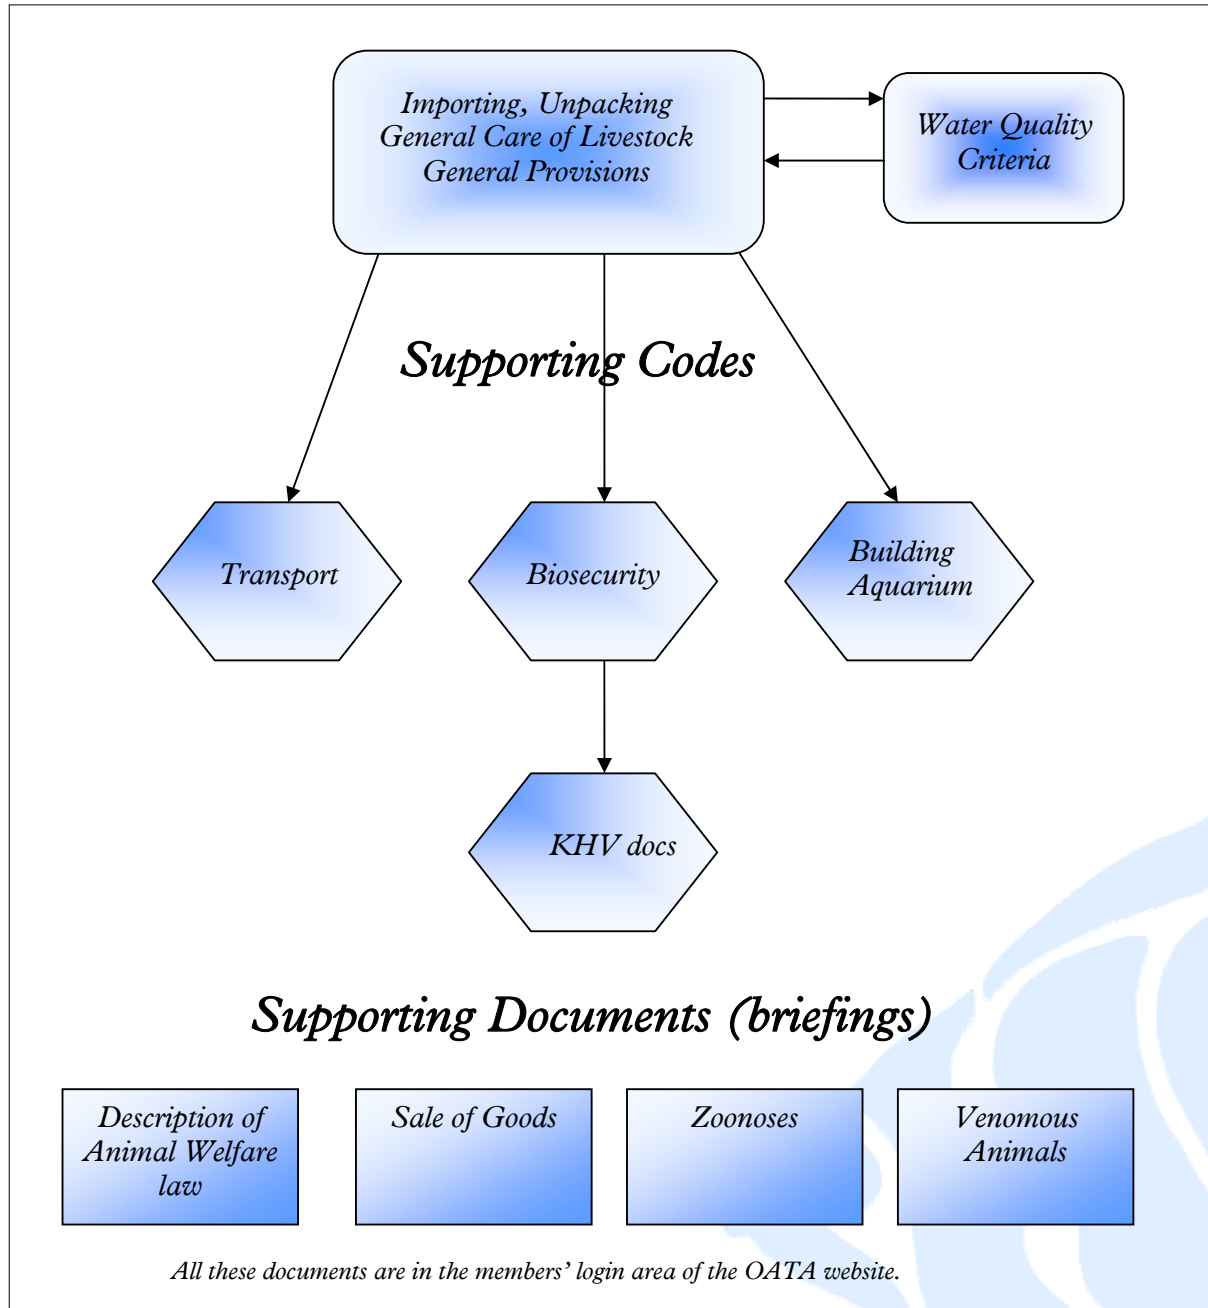 Importing, Unpacking
General Care of Livestock
General Provisions
Water Quality
Criteria
Supporting Codes
Transport
Biosecurity
Building
Aquarium
KHV docs
Supporting Documents (briefings)
Description of
Animal Welfare
law
Sale of Goods
Zoonoses
Venomous
Animals
All these documents are in the members’ login area of the OATA website.